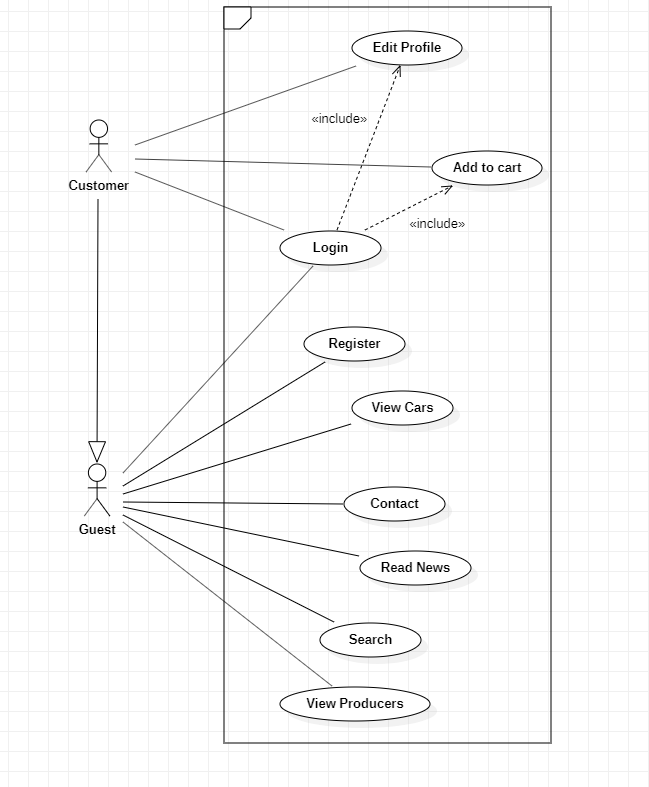 Edit Profile
«include»
Add to cart
Customer
«include»
Login
Register
View Cars
Contact
Guest
Read News
Search
View Producers